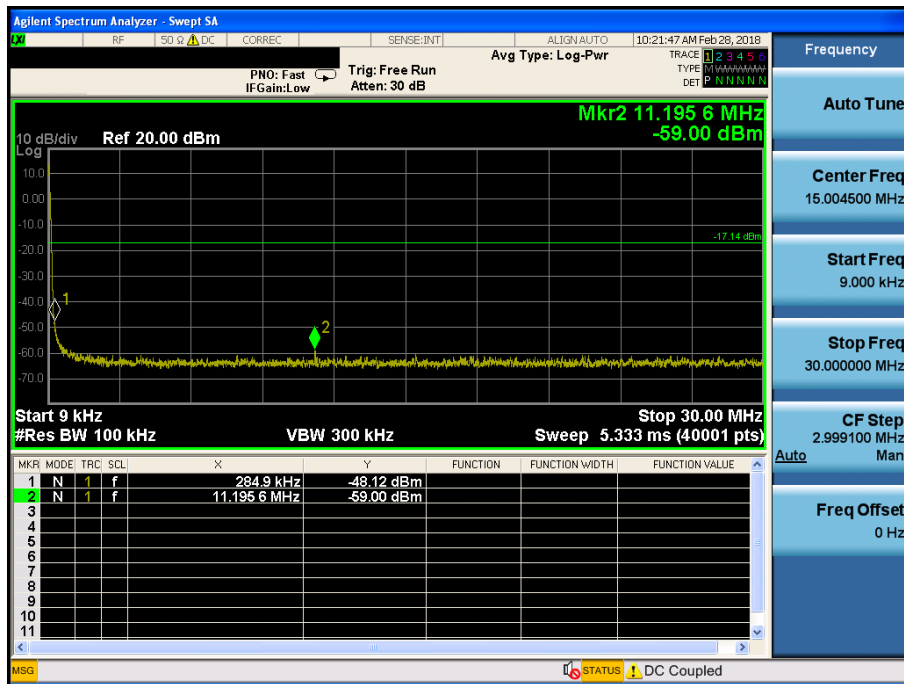 Agilent Spectrum Analyzer - Swept SA
LXI RF 50 Ω DC CORREC SENSE:INT ALIGN AUTO 10:21:47 AM Feb 28, 2018
PNO: Fast Trig: Free Run Avg Type: Log-Pwr TRACE 1 2 3 4 5 6
IFGain:Low Atten: 30 dB TYPE M
DET P N N N N N
Mkr2 11.195 6 MHz
-59.00 dBm
10 dB/div Ref 20.00 dBm
Log
10.0
0.00
-10.0
-17.14 dBm
-20.0
-30.0
-40.0
1
-50.0
2
-60.0
-70.0
Start 9 kHz Stop 30.00 MHz
#Res BW 100 kHz VBW 300 kHz Sweep 5.333 ms (40001 pts)
MKR MODE TRC SCL X Y FUNCTION FUNCTION WIDTH FUNCTION VALUE
1 N 1 f 284.9 kHz -48.12 dBm
2 N 1 f 11.195 6 MHz -59.00 dBm
3
4
5
6
7
8
9
10
11
MSG STATUS DC Coupled
Frequency
Auto Tune
Center Freq
15.004500 MHz
Start Freq
9.000 kHz
Stop Freq
30.000000 MHz
CF Step
2.999100 MHz
Auto Man
Freq Offset
0 Hz